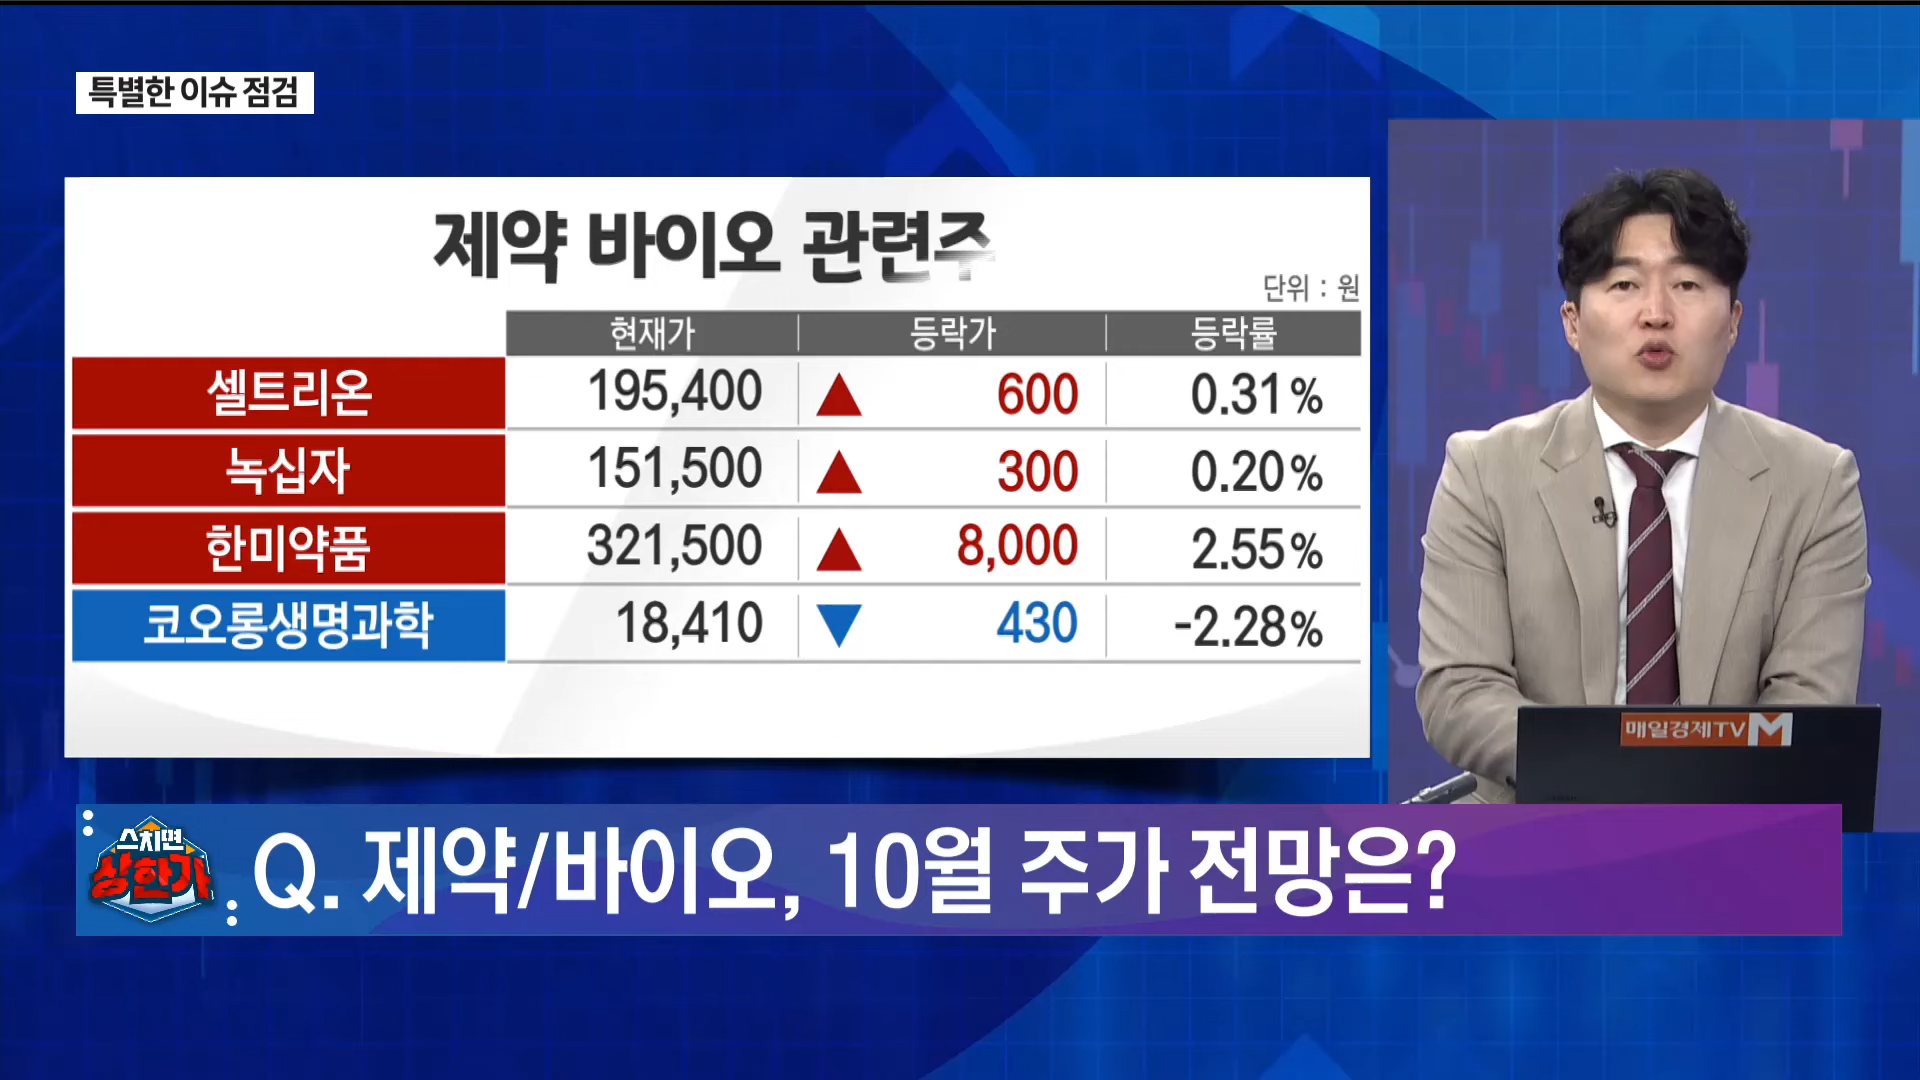 특별한 이슈 점검
제약 바이오 관련주
단위 : 원
현재가 등락가 등락률
셀트리온 195,400 ▲ 600 0.31%
녹십자 151,500 ▲ 300 0.20%
한미약품 321,500 ▲ 8,000 2.55%
코오롱생명과학 18,410 ▼ 430 -2.28%
매일경제TV M
스치면
상한가
Q. 제약/바이오, 10월 주가 전망은?